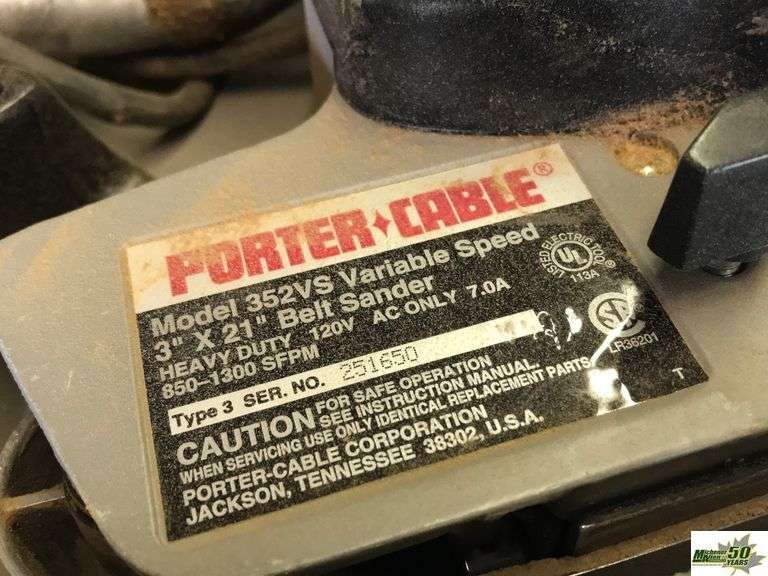 PORTER✦CABLE®
Model 352VS Variable Speed
3" X 21" Belt Sander
HEAVY DUTY 120V AC ONLY 7.0A
850-1300 SFPM
Type 3 SER. NO. 251650
CAUTION FOR SAFE OPERATION
SEE INSTRUCTION MANUAL.
WHEN SERVICING USE ONLY IDENTICAL REPLACEMENT PARTS
PORTER-CABLE CORPORATION
JACKSON, TENNESSEE 38302, U.S.A.
LISTED ELECTRIC TOOL
UL
®
113A
LR36201
T
50
YEARS